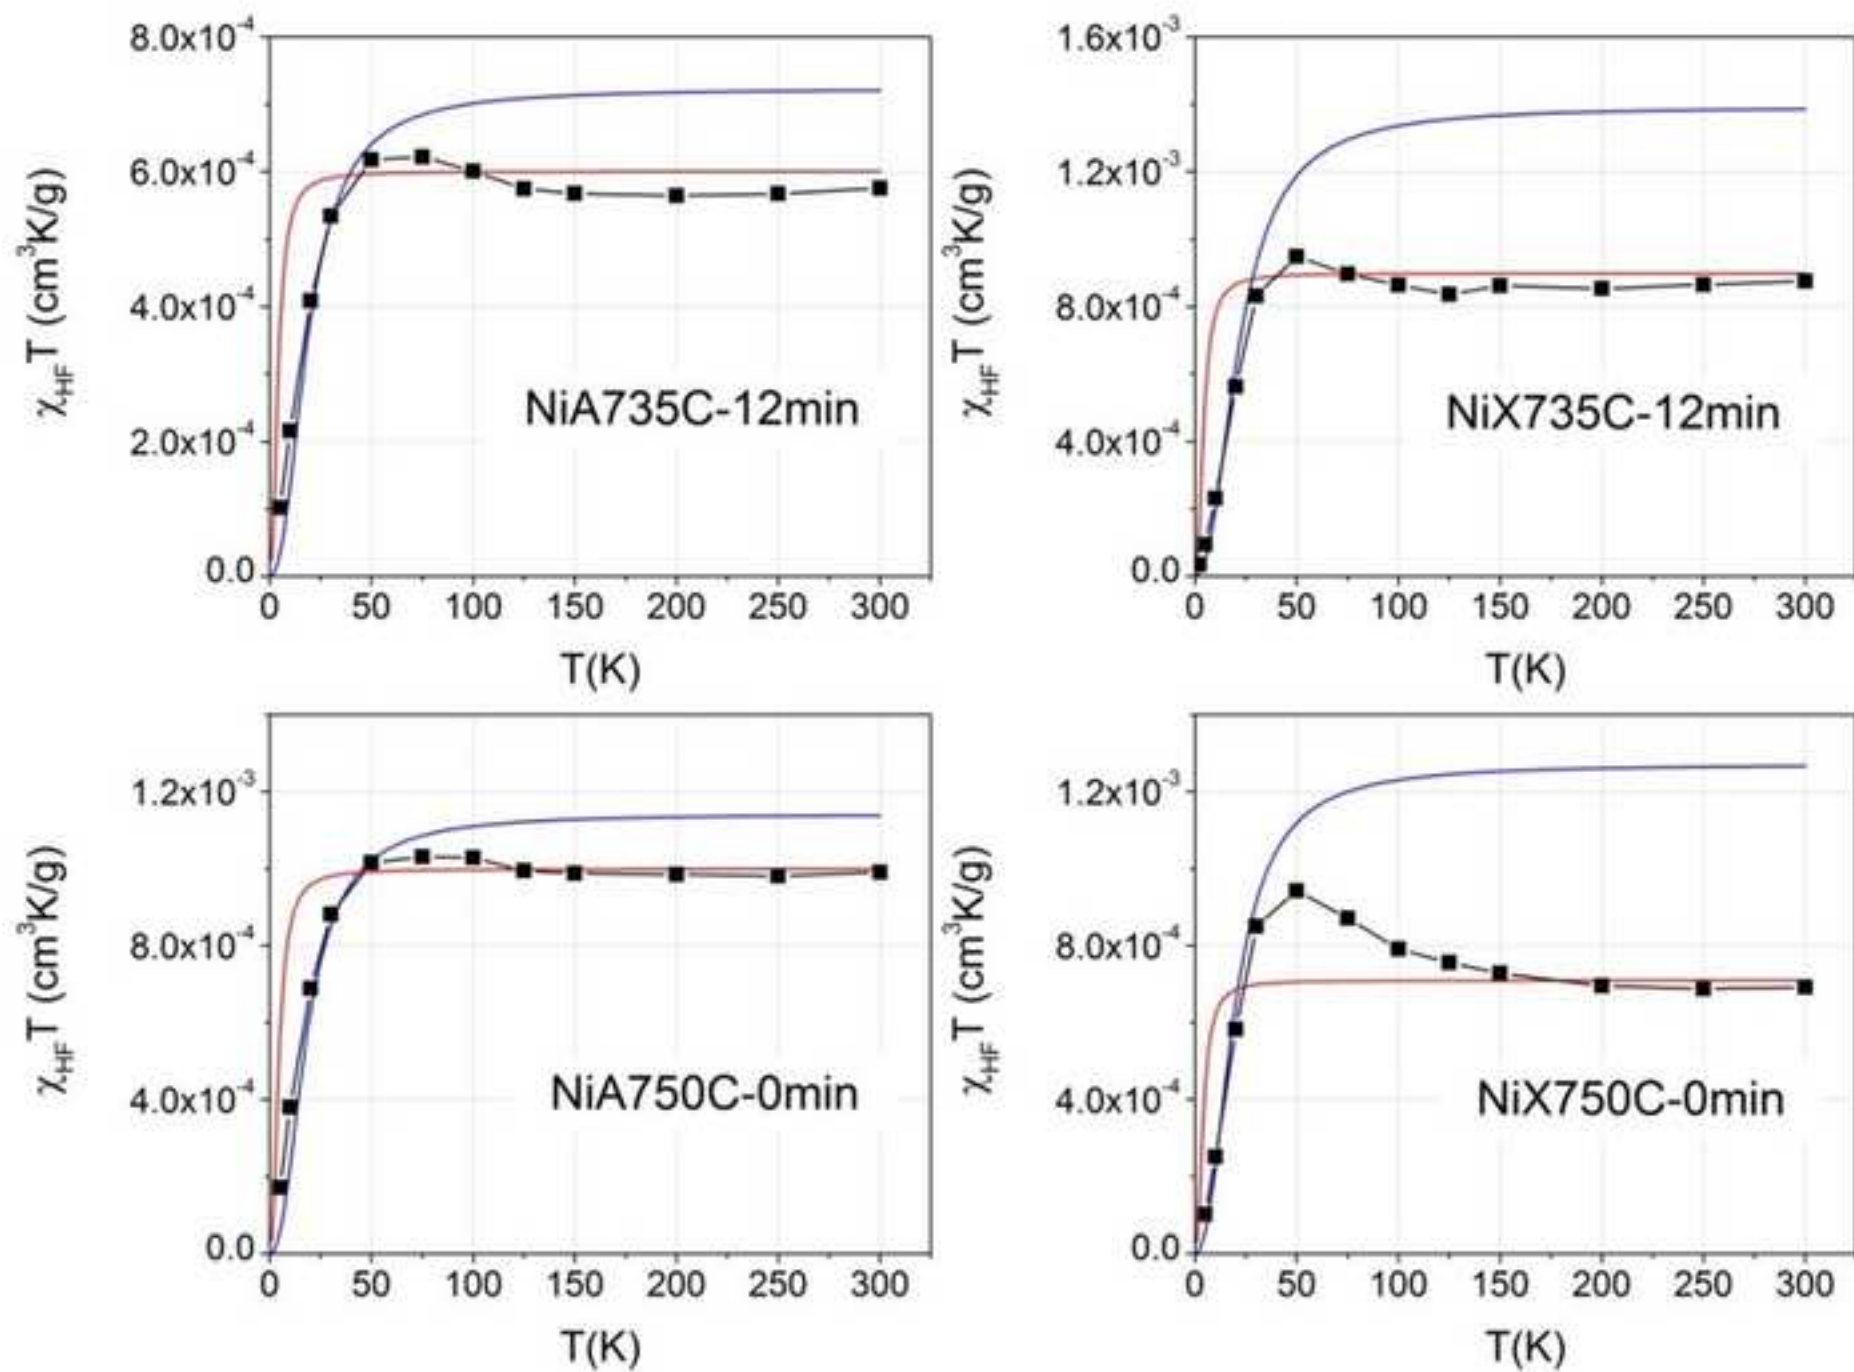 8.0x10⁻⁴
6.0x10⁻⁴
4.0x10⁻⁴
2.0x10⁻⁴
0.0
χHFT (cm³K/g)
NiA735C-12min
0 50 100 150 200 250 300
T(K)
1.6x10⁻³
1.2x10⁻³
8.0x10⁻⁴
4.0x10⁻⁴
0.0
χHFT (cm³K/g)
NiX735C-12min
0 50 100 150 200 250 300
T(K)
1.2x10⁻³
8.0x10⁻⁴
4.0x10⁻⁴
0.0
χHFT (cm³K/g)
NiA750C-0min
0 50 100 150 200 250 300
T(K)
1.2x10⁻³
8.0x10⁻⁴
4.0x10⁻⁴
0.0
χHFT (cm³K/g)
NiX750C-0min
0 50 100 150 200 250 300
T(K)